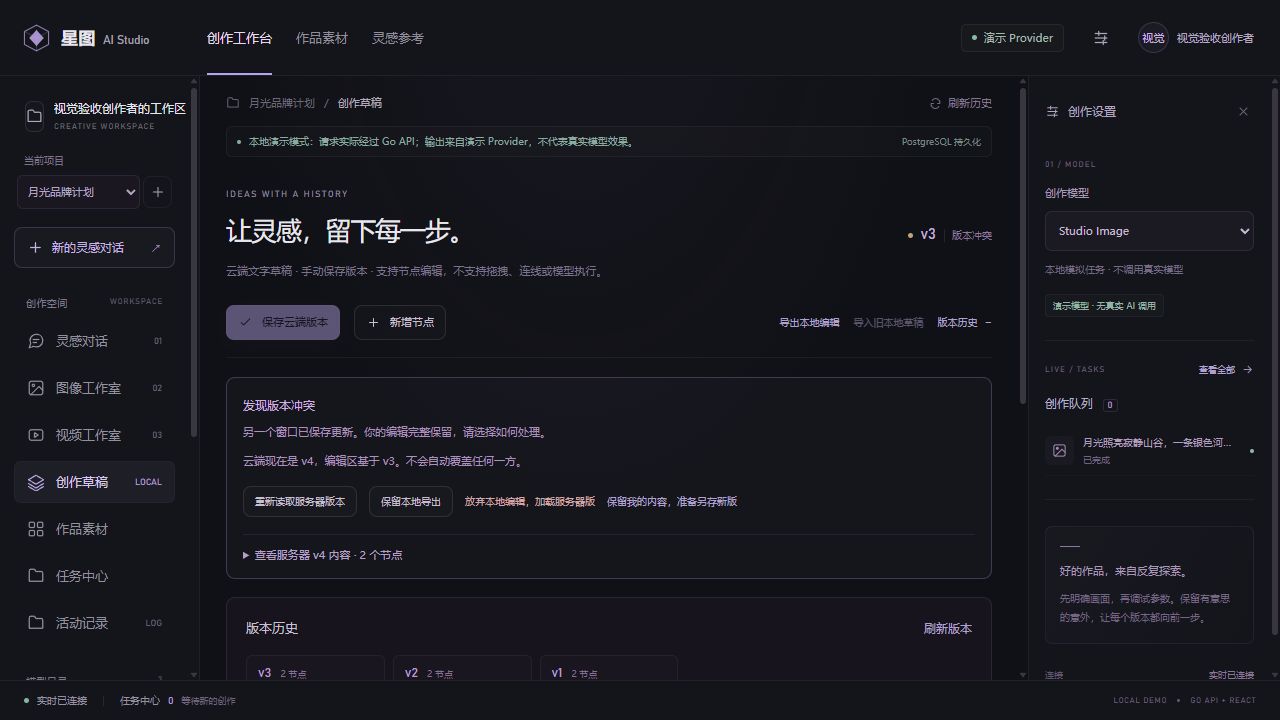 星图 AI Studio
创作工作台
作品素材
灵感参考
演示 Provider
视觉
视觉验收创作者
视觉验收创作者的工作区
CREATIVE WORKSPACE
当前项目
月光品牌计划
新的灵感对话
创作空间
WORKSPACE
灵感对话
01
图像工作室
02
视频工作室
03
创作草稿
LOCAL
作品素材
任务中心
活动记录
LOG
月光品牌计划 / 创作草稿
刷新历史
本地演示模式：请求实际经过 Go API；输出来自演示 Provider，不代表真实模型效果。
PostgreSQL 持久化
IDEAS WITH A HISTORY
让灵感，留下每一步。
v3
版本冲突
云端文字草稿 · 手动保存版本 · 支持节点编辑，不支持拖拽、连线或模型执行。
保存云端版本
新增节点
导出本地编辑
导入旧本地草稿
版本历史
发现版本冲突
另一个窗口已保存更新。你的编辑完整保留，请选择如何处理。
云端现在是 v4，编辑区基于 v3。不会自动覆盖任何一方。
重新读取服务器版本
保留本地导出
放弃本地编辑，加载服务器版
保留我的内容，准备另存新版
查看服务器 v4 内容 · 2 个节点
版本历史
刷新版本
v3 2 节点
v2 2 节点
v1 2 节点
创作设置
01 / MODEL
创作模型
Studio Image
本地模拟任务 · 不调用真实模型
演示模型 · 无真实 AI 调用
LIVE / TASKS
查看全部
创作队列 0
月光照亮寂静山谷，一条银色河...
已完成
好的作品，来自反复探索。
先明确画面，再调试参数。保留有意思
的意外，让每个版本都向前一步。
连接
实时已连接
实时已连接
任务中心 0 等待新的创作
LOCAL DEMO • GO API + REACT